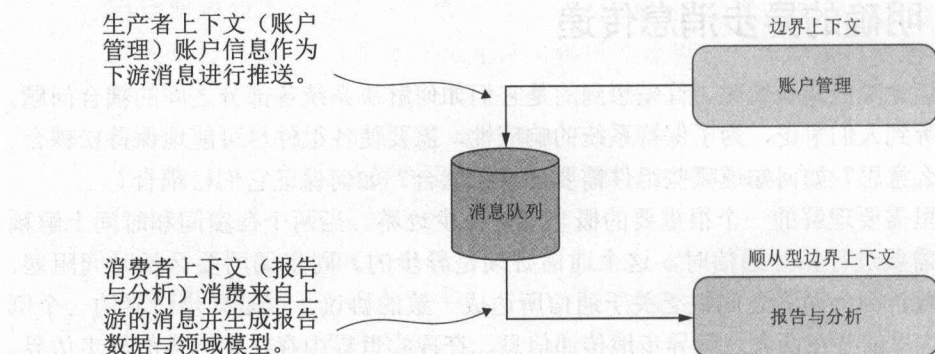 生产者上下文（账户
管理）账户信息作为
下游消息进行推送。
边界上下文
账户管理
消息队列
消费者上下文（报告
与分析）消费来自上
游的消息并生成报告
数据与领域模型。
顺从型边界上下文
报告与分析